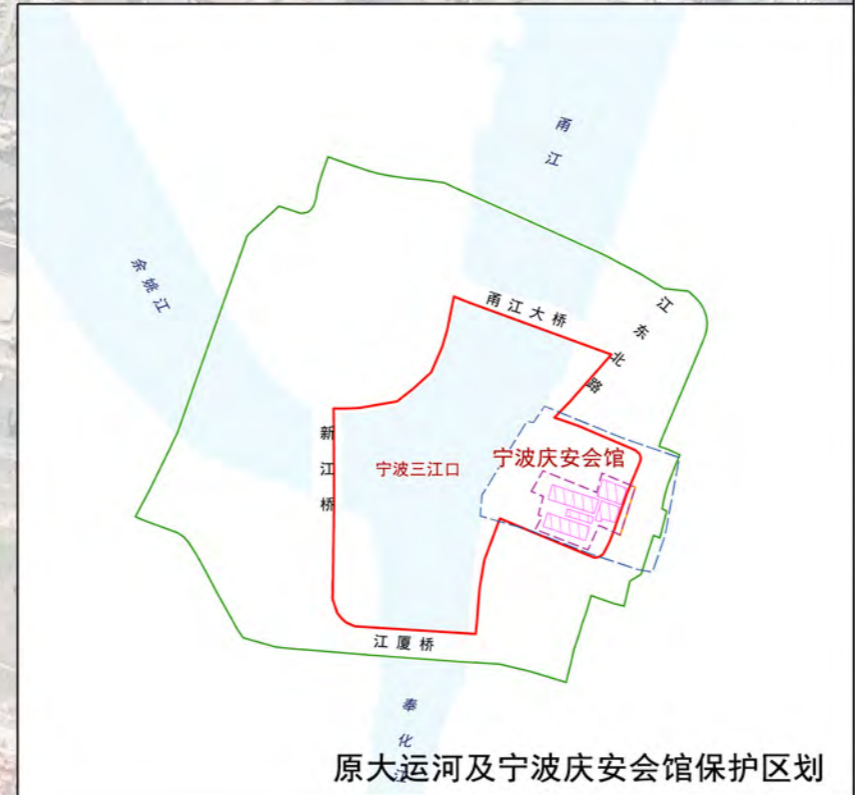 甬江
余姚江
甬江大桥
江东北路
新江桥
宁波三江口
宁波庆安会馆
江厦桥
奉化江
原大运河及宁波庆安会馆保护区划